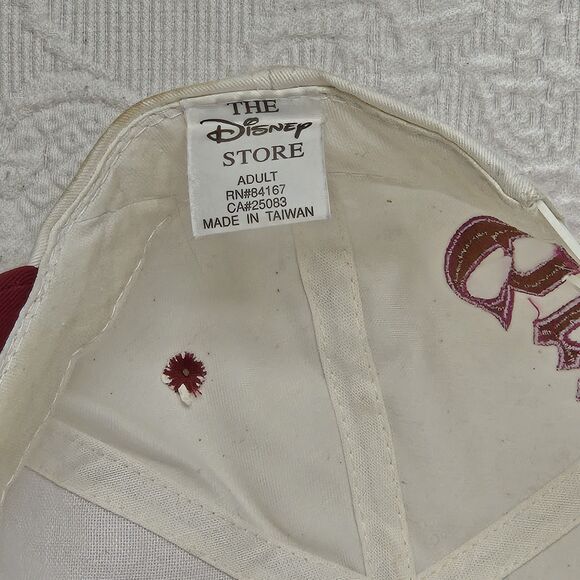 THE
Disney
STORE
ADULT
RN#84167
CA#25083
MADE IN TAIWAN